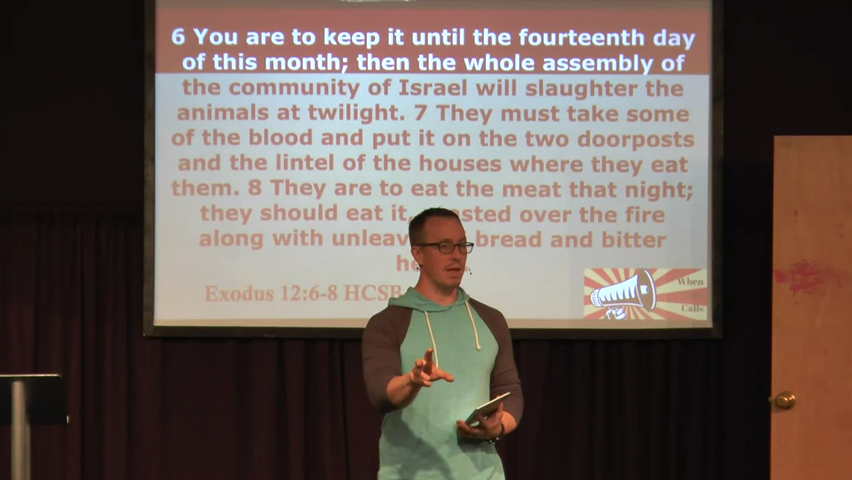 6 You are to keep it until the fourteenth day
of this month; then the whole assembly of
the community of Israel will slaughter the
animals at twilight. 7 They must take some
of the blood and put it on the two doorposts
and the lintel of the houses where they eat
them. 8 They are to eat the meat that night;
they should eat it, over the fire
along with bread and bitter
Exodus 12:6-8 HCSB
When
Calls